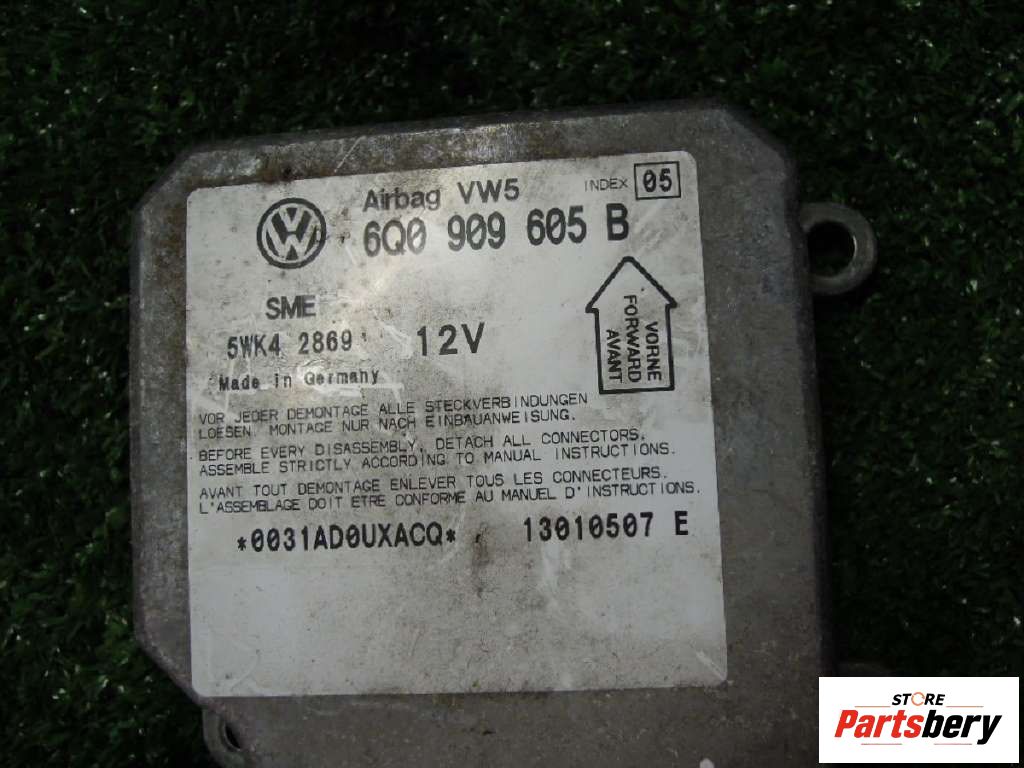 Airbag VW5 INDEX 05
6Q0 909 605 B
SME
5WK4 2869 12V
Made in Germany
VORNE
FORWARD
AVANT
VOR JEDER DEMONTAGE ALLE STECKVERBINDUNGEN
LOESEN. MONTAGE NUR NACH EINBAUANWEISUNG.
BEFORE EVERY DISASSEMBLY, DETACH ALL CONNECTORS.
ASSEMBLE STRICTLY ACCORDING TO MANUAL INSTRUCTIONS.
AVANT TOUT DEMONTAGE ENLEVER TOUS LES CONNECTEURS.
L'ASSEMBLAGE DOIT ETRE CONFORME AU MANUEL D'INSTRUCTIONS.
*0031AD0UXACQ* 13010507 E
STORE
Partsbery